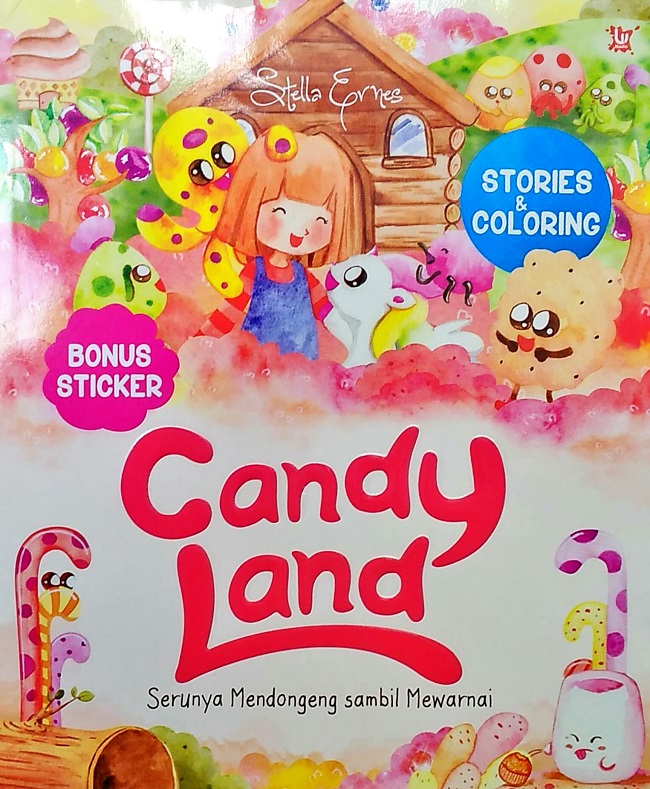 Stella Ernes
STORIES
&
COLORING
BONUS
STICKER
Candy
Land
Serunya Mendongeng sambil Mewarnai